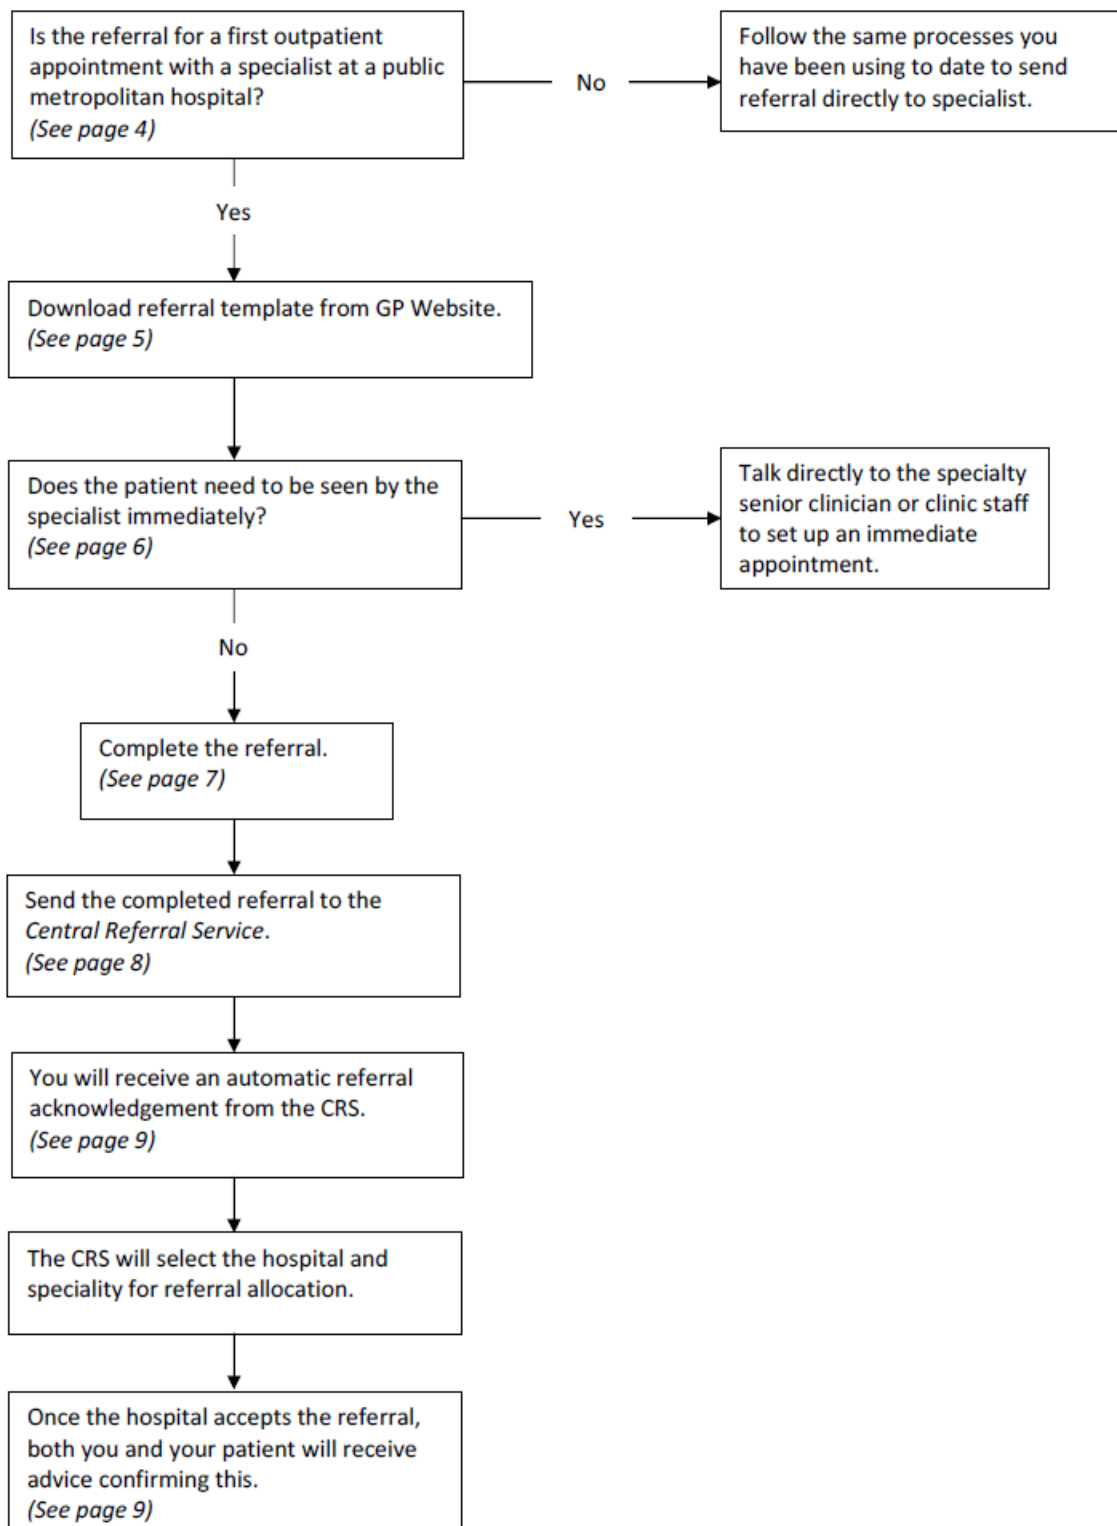 Is the referral for a first outpatient
appointment with a specialist at a public
metropolitan hospital?
(See page 4)
No
Follow the same processes you
have been using to date to send
referral directly to specialist.
Yes
Download referral template from GP Website.
(See page 5)
Does the patient need to be seen by the
specialist immediately?
(See page 6)
Yes
Talk directly to the specialty
senior clinician or clinic staff
to set up an immediate
appointment.
No
Complete the referral.
(See page 7)
Send the completed referral to the
Central Referral Service.
(See page 8)
You will receive an automatic referral
acknowledgement from the CRS.
(See page 9)
The CRS will select the hospital and
speciality for referral allocation.
Once the hospital accepts the referral,
both you and your patient will receive
advice confirming this.
(See page 9)